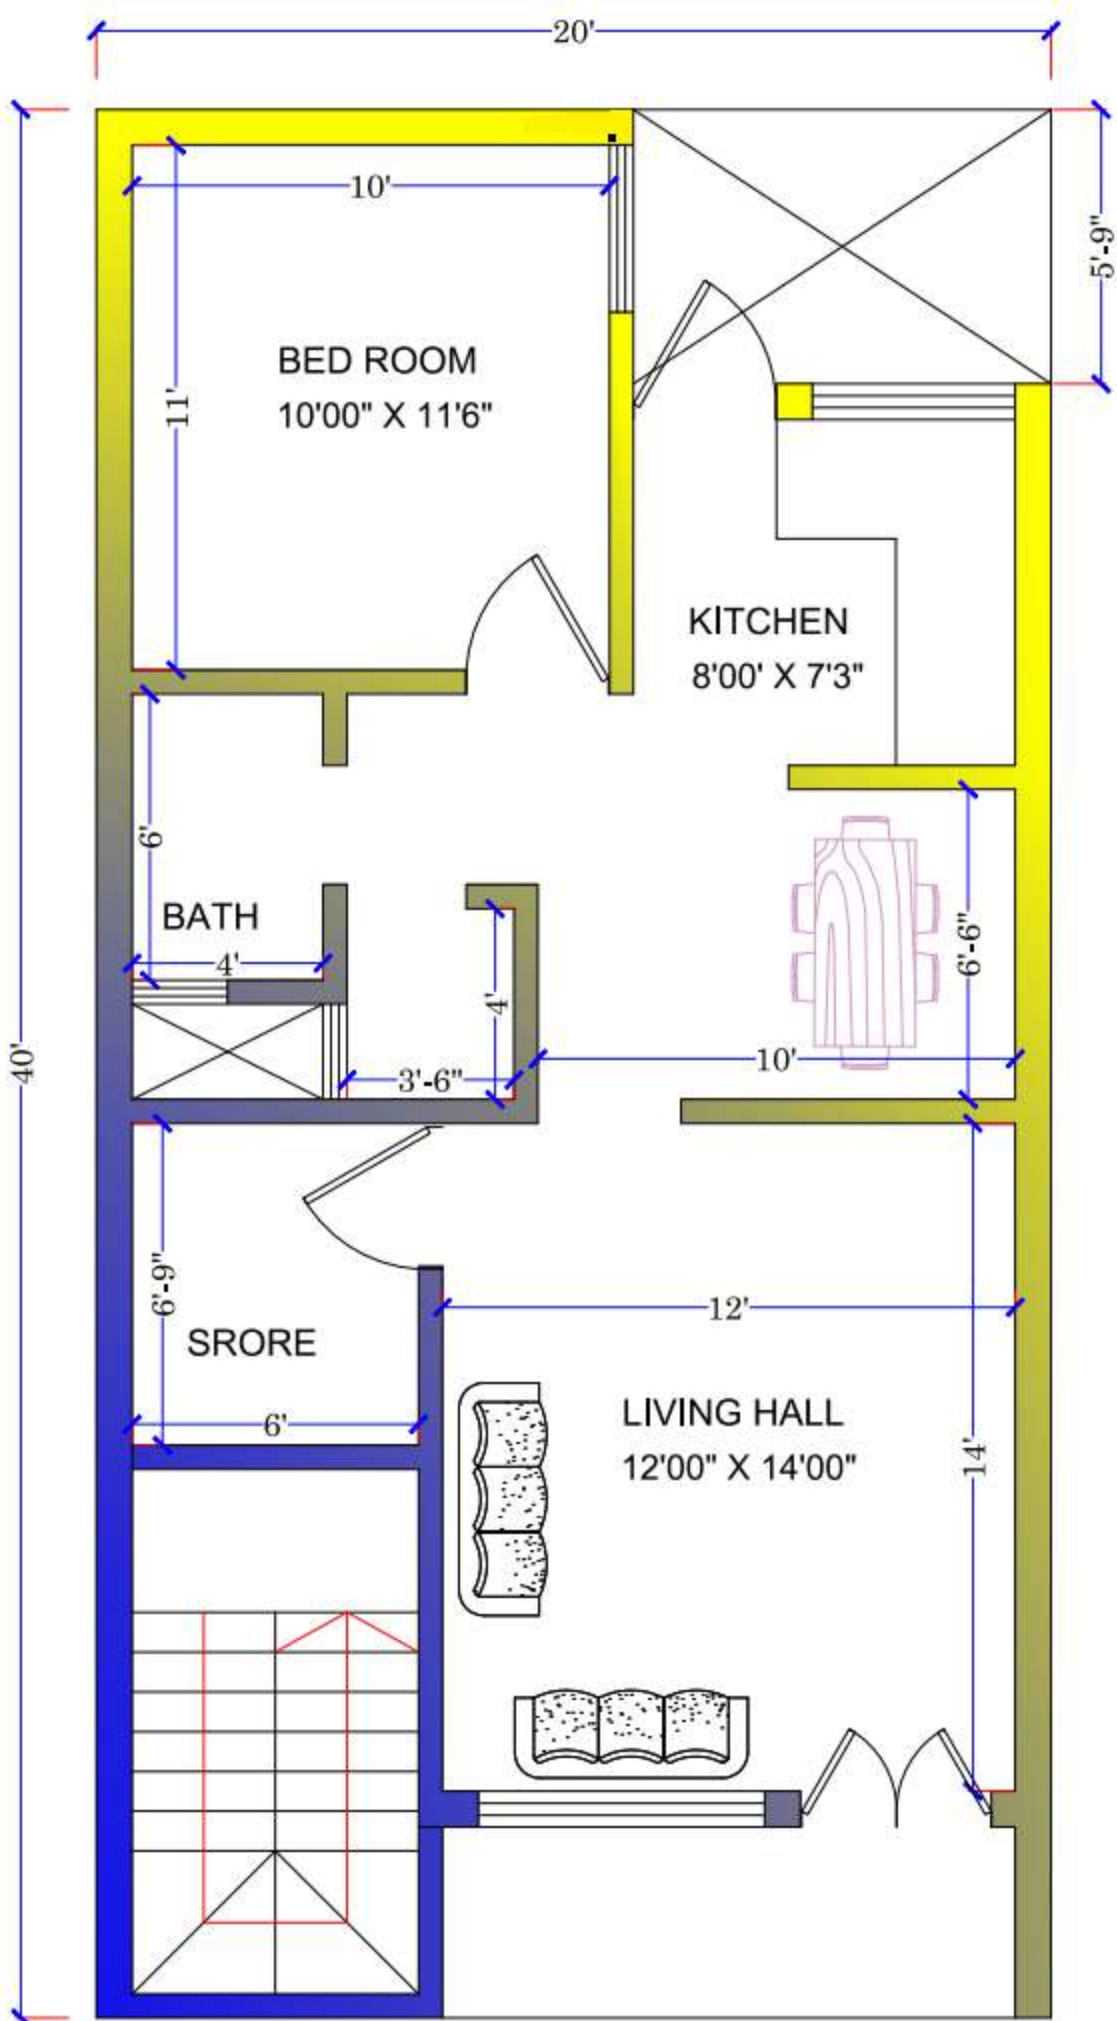 20'
10'
5'-9"
11'
BED ROOM
10'00" X 11'6"
KITCHEN
8'00' X 7'3"
6'
BATH
4'
4'
6'-6"
40'
3'-6"
10'
6'-9"
12'
SRORE
6'
LIVING HALL
12'00" X 14'00"
14'